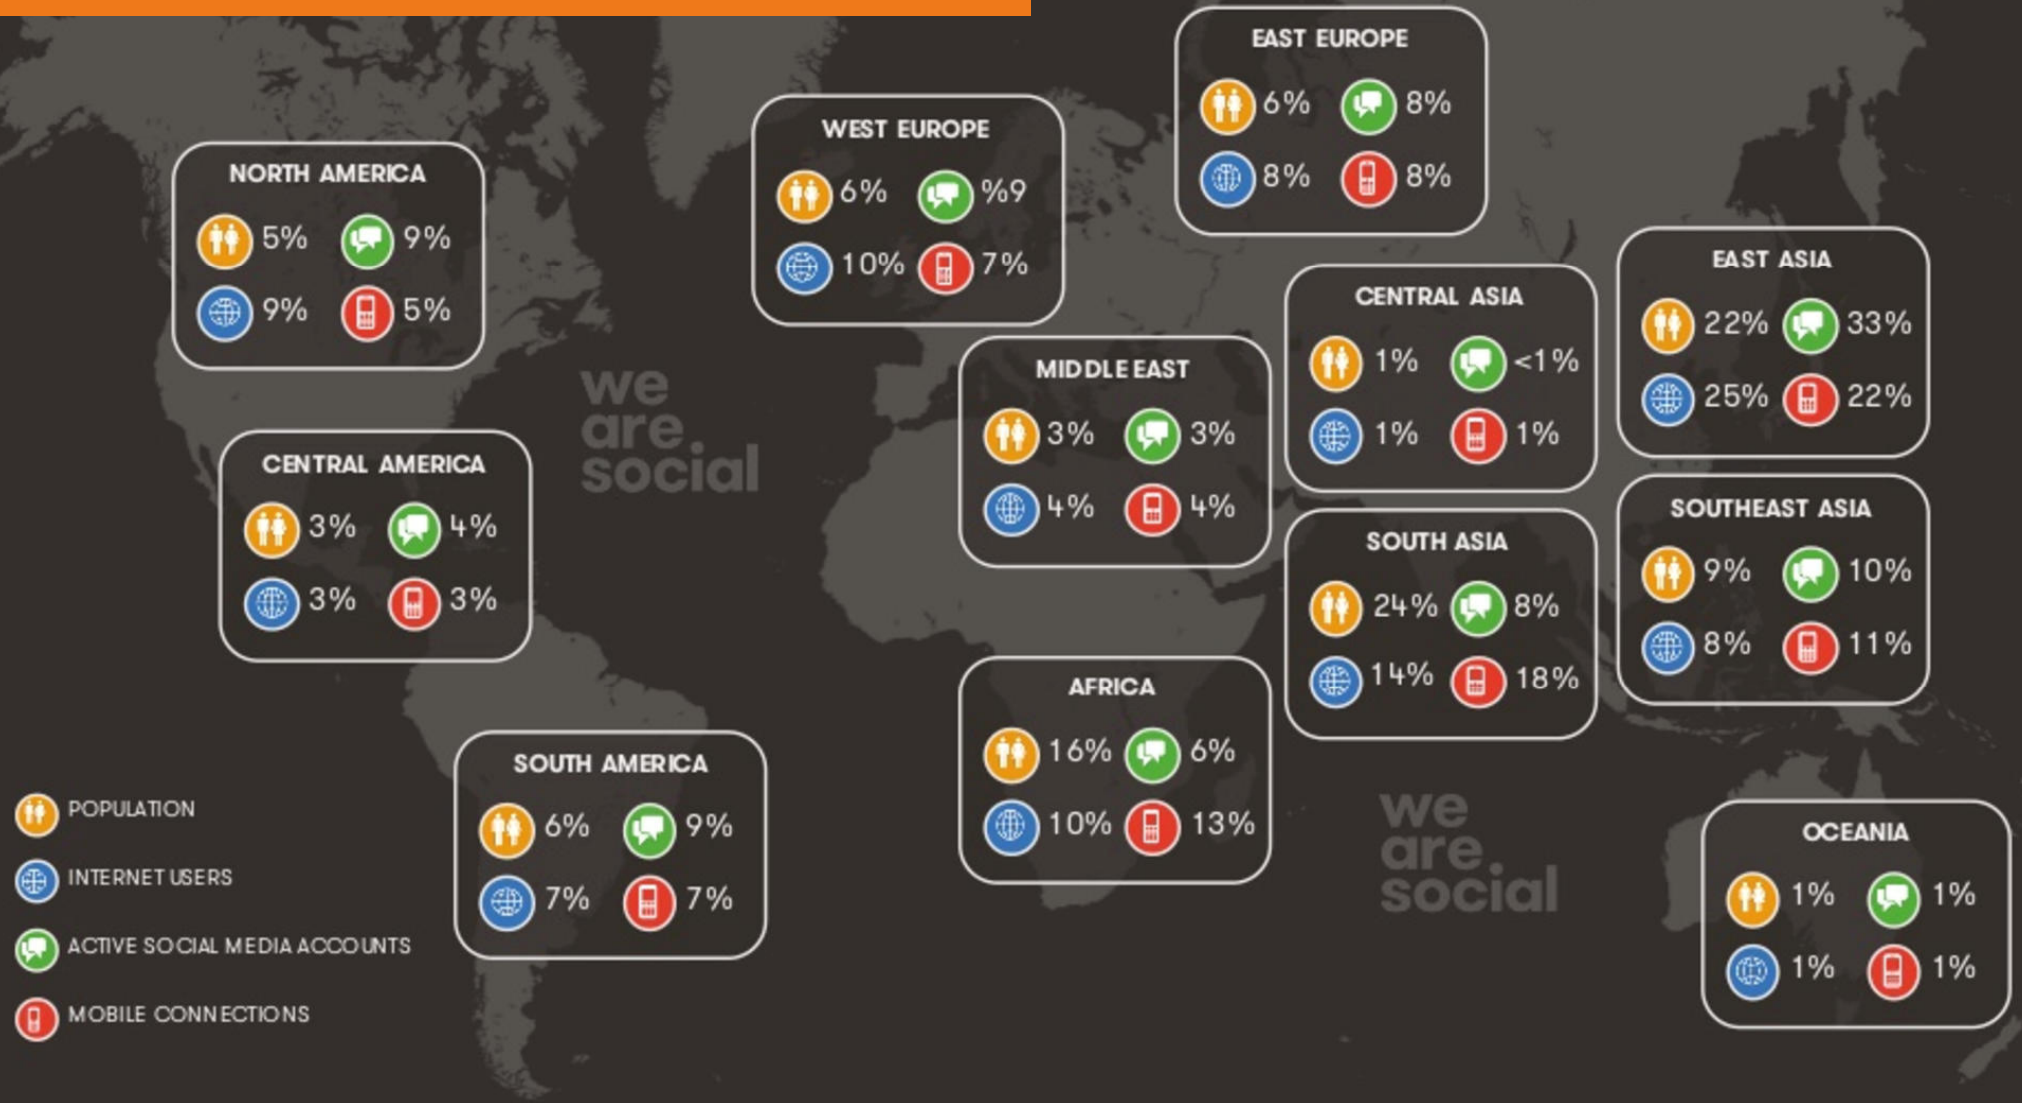 NORTH AMERICA
5% 9%
9% 5%
WEST EUROPE
6% %9
10% 7%
EAST EUROPE
6% 8%
8% 8%
CENTRAL AMERICA
3% 4%
3% 3%
we
are.
social
MIDDLE EAST
3% 3%
4% 4%
CENTRAL ASIA
1% <1%
1% 1%
EAST ASIA
22% 33%
25% 22%
SOUTH ASIA
24% 8%
14% 18%
SOUTHEAST ASIA
9% 10%
8% 11%
SOUTH AMERICA
6% 9%
7% 7%
AFRICA
16% 6%
10% 13%
we
are.
social
OCEANIA
1% 1%
1% 1%
POPULATION
INTERNET USERS
ACTIVE SOCIAL MEDIA ACCOUNTS
MOBILE CONNECTIONS